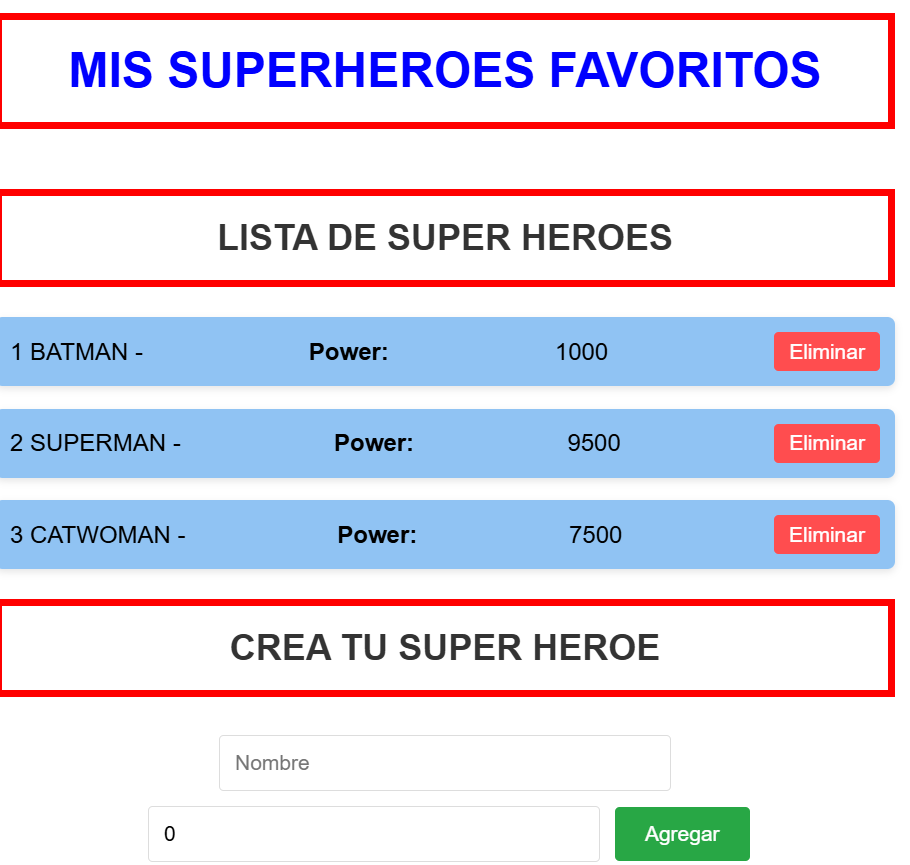 MIS SUPERHEROES FAVORITOS
LISTA DE SUPER HEROES
1 BATMAN - Power: 1000 Eliminar
2 SUPERMAN - Power: 9500 Eliminar
3 CATWOMAN - Power: 7500 Eliminar
CREA TU SUPER HEROE
Nombre
0 Agregar